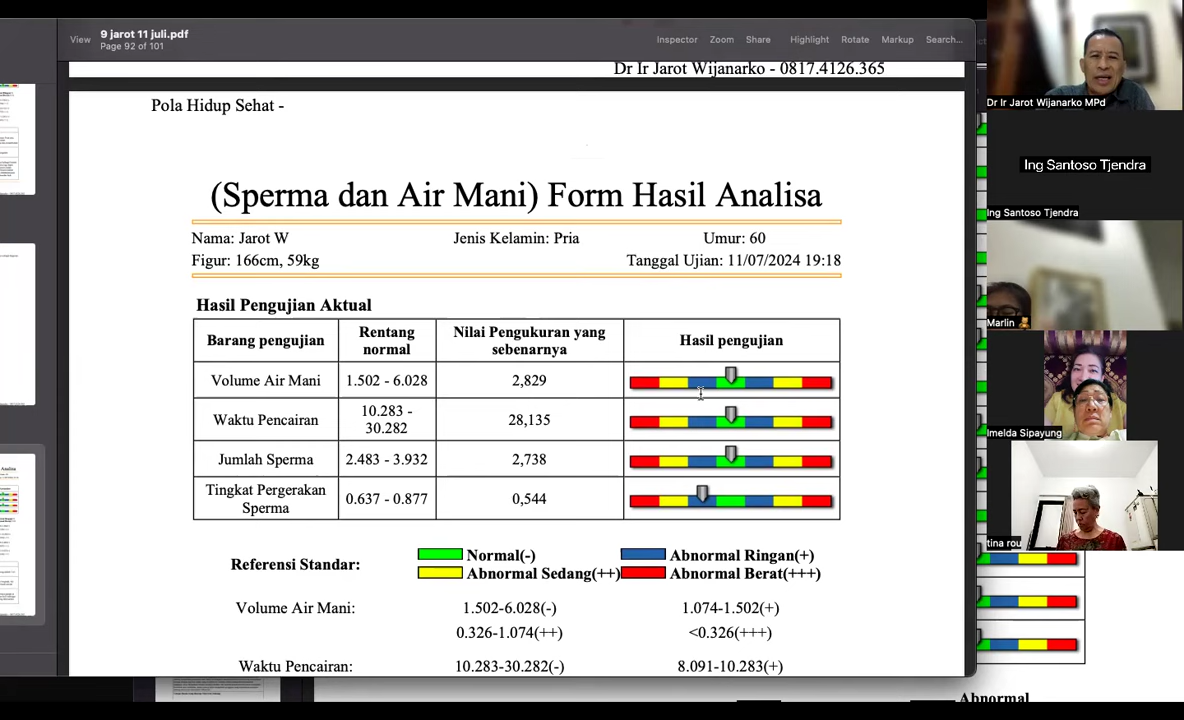 View
9 jarot 11 juli.pdf
Page 92 of 101
Inspector Zoom Share Highlight Rotate Markup Search...
Dr Ir Jarot Wijanarko - 0817.4126.365
Pola Hidup Sehat -
(Sperma dan Air Mani) Form Hasil Analisa
Nama: Jarot W Jenis Kelamin: Pria Umur: 60
Figur: 166cm, 59kg Tanggal Ujian: 11/07/2024 19:18
Hasil Pengujian Aktual
Barang pengujian Rentang normal Nilai Pengukuran yang sebenarnya Hasil pengujian
Volume Air Mani 1.502 - 6.028 2,829
Waktu Pencairan 10.283 - 30.282 28,135
Jumlah Sperma 2.483 - 3.932 2,738
Tingkat Pergerakan Sperma 0.637 - 0.877 0,544
Referensi Standar: Normal(-) Abnormal Ringan(+)
Abnormal Sedang(++) Abnormal Berat(+++)
Volume Air Mani: 1.502-6.028(-) 1.074-1.502(+)
0.326-1.074(++) <0.326(+++)
Waktu Pencairan: 10.283-30.282(-) 8.091-10.283(+)
Dr Ir Jarot Wijanarko MPd
Ing Santoso Tjendra
Ing Santoso Tjendra
Marlin
Imelda Sipayung
tina rou
Abnormal